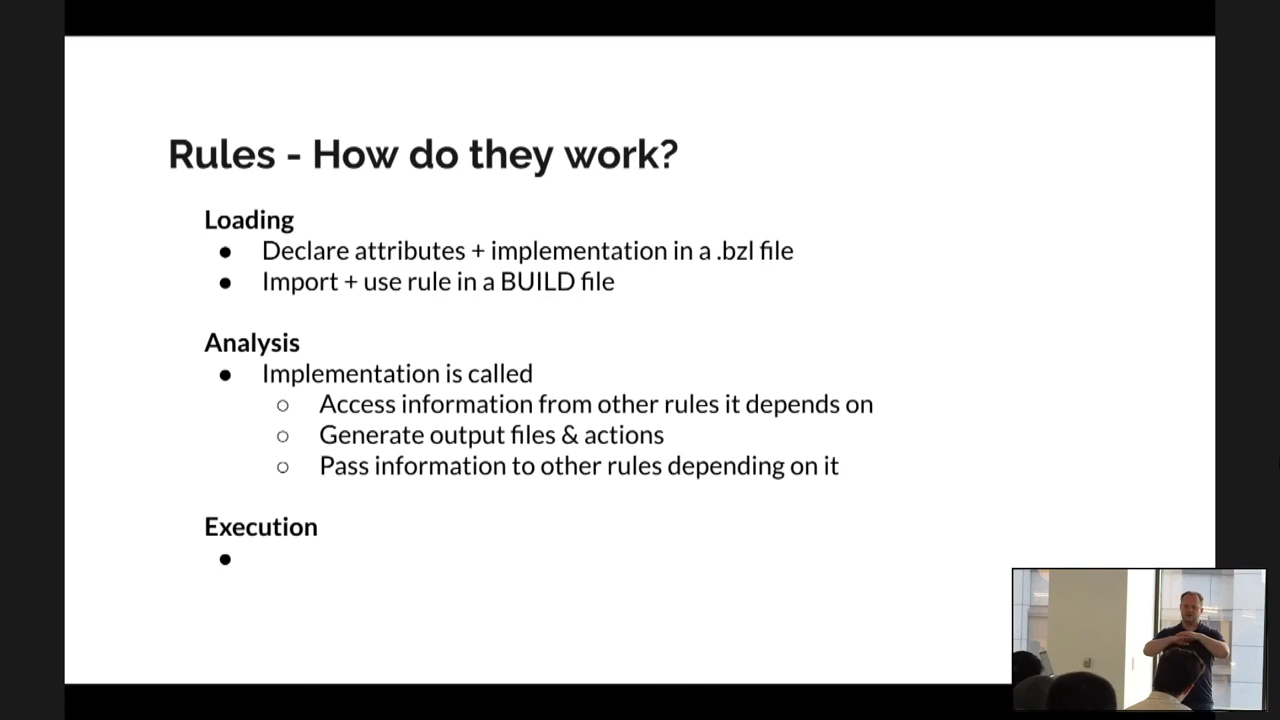 Rules - How do they work?
Loading
● Declare attributes + implementation in a .bzl file
● Import + use rule in a BUILD file
Analysis
● Implementation is called
○ Access information from other rules it depends on
○ Generate output files & actions
○ Pass information to other rules depending on it
Execution
●